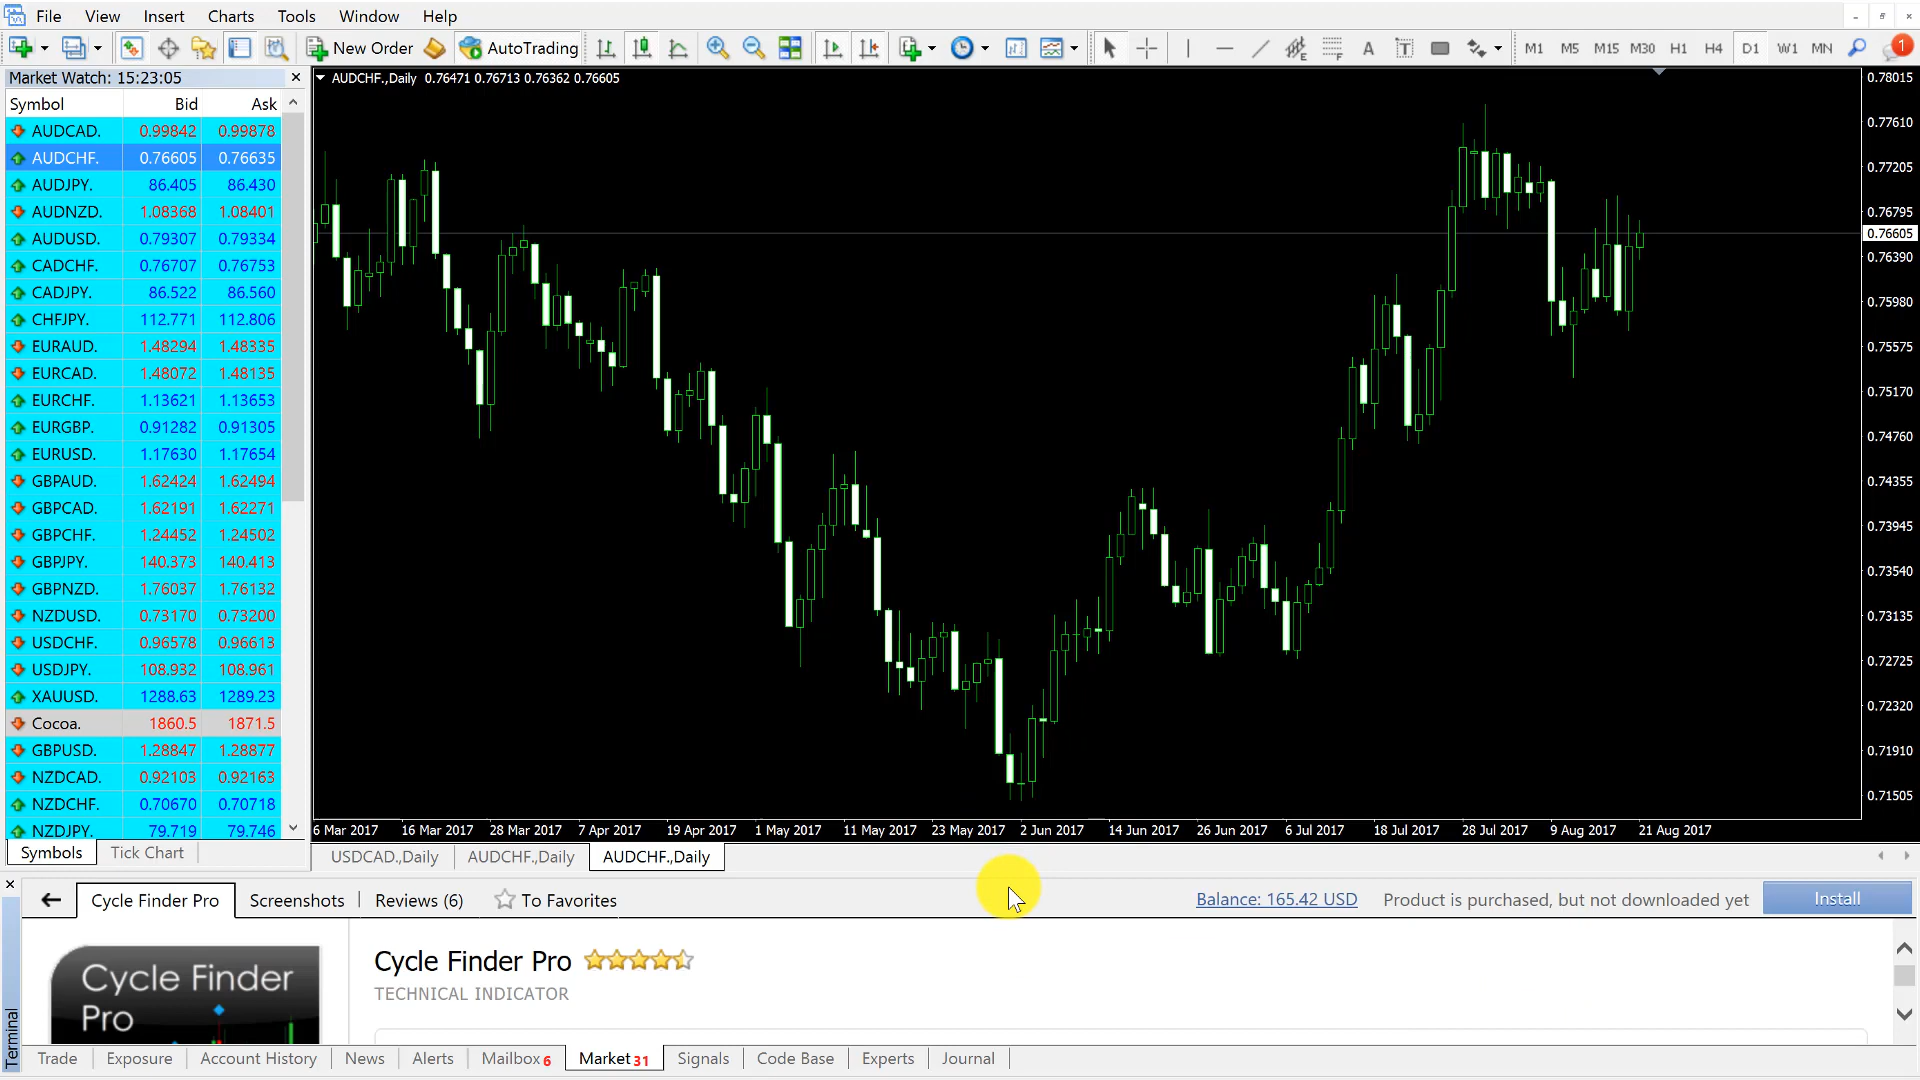 File View Insert Charts Tools Window Help
New Order AutoTrading A T M1 M5 M15 M30 H1 H4 D1 W1 MN 1
Market Watch: 15:23:05
Symbol Bid Ask
AUDCAD. 0.99842 0.99878
AUDCHF. 0.76605 0.76635
AUDJPY. 86.405 86.430
AUDNZD. 1.08368 1.08401
AUDUSD. 0.79307 0.79334
CADCHF. 0.76707 0.76753
CADJPY. 86.522 86.560
CHFJPY. 112.771 112.806
EURAUD. 1.48294 1.48335
EURCAD. 1.48072 1.48135
EURCHF. 1.13621 1.13653
EURGBP. 0.91282 0.91305
EURUSD. 1.17630 1.17654
GBPAUD. 1.62424 1.62494
GBPCAD. 1.62191 1.62271
GBPCHF. 1.24452 1.24502
GBPJPY. 140.373 140.413
GBPNZD. 1.76037 1.76132
NZDUSD. 0.73170 0.73200
USDCHF. 0.96578 0.96613
USDJPY. 108.932 108.961
XAUUSD. 1288.63 1289.23
Cocoa. 1860.5 1871.5
GBPUSD. 1.28847 1.28877
NZDCAD. 0.92103 0.92163
NZDCHF. 0.70670 0.70718
NZDJPY. 79.719 79.746
Symbols Tick Chart
AUDCHF.,Daily 0.76471 0.76713 0.76362 0.76605
0.78015
0.77610
0.77205
0.76795
0.76605
0.76390
0.75980
0.75575
0.75170
0.74760
0.74355
0.73945
0.73540
0.73135
0.72725
0.72320
0.71910
0.71505
6 Mar 2017 16 Mar 2017 28 Mar 2017 7 Apr 2017 19 Apr 2017 1 May 2017 11 May 2017 23 May 2017 2 Jun 2017 14 Jun 2017 26 Jun 2017 6 Jul 2017 18 Jul 2017 28 Jul 2017 9 Aug 2017 21 Aug 2017
USDCAD.,Daily AUDCHF.,Daily AUDCHF.,Daily
Cycle Finder Pro Screenshots Reviews (6) To Favorites Balance: 165.42 USD Product is purchased, but not downloaded yet Install
Cycle Finder
Pro
Cycle Finder Pro
TECHNICAL INDICATOR
Terminal
Trade Exposure Account History News Alerts Mailbox 6 Market 31 Signals Code Base Experts Journal